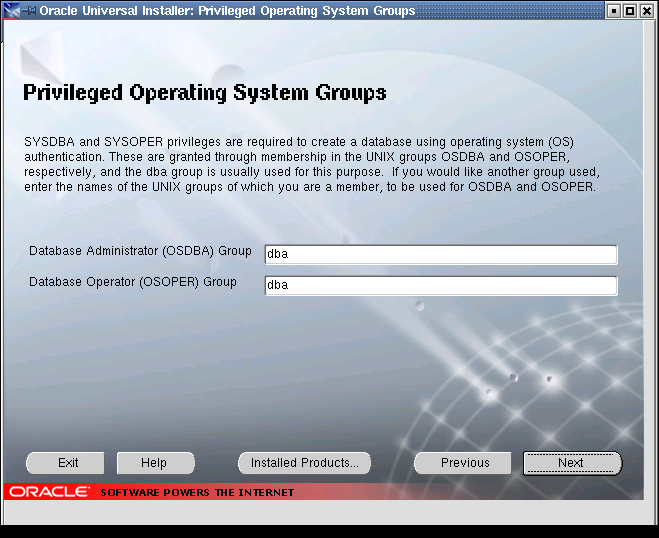 Oracle Universal Installer: Privileged Operating System Groups
Privileged Operating System Groups
SYSDBA and SYSOPER privileges are required to create a database using operating system (OS)
authentication. These are granted through membership in the UNIX groups OSDBA and OSOPER,
respectively, and the dba group is usually used for this purpose.  If you would like another group used,
enter the names of the UNIX groups of which you are a member, to be used for OSDBA and OSOPER.
Database Administrator (OSDBA) Group dba
Database Operator (OSOPER) Group dba
Exit Help Installed Products... Previous Next
ORACLE SOFTWARE POWERS THE INTERNET